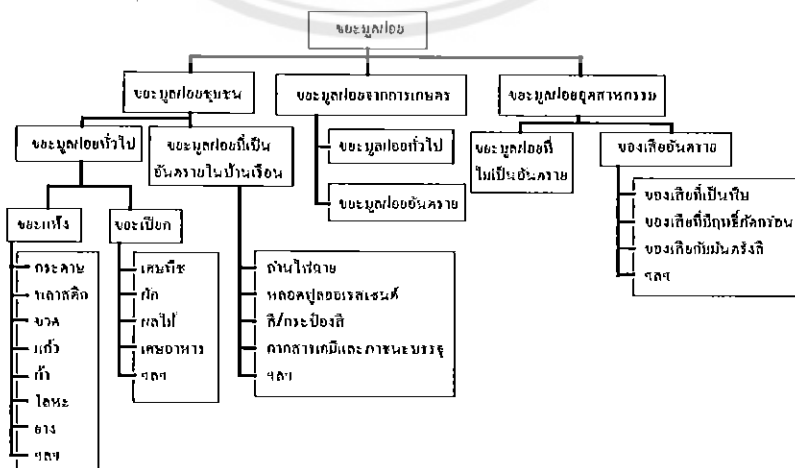 ขยะมูลฝอย
ขยะมูลฝอยชุมชน
ขยะมูลฝอยจากการเกษตร
ขยะมูลฝอยอุตสาหกรรม
ขยะมูลฝอยทั่วไป
ขยะมูลฝอยที่เป็น
อันตรายในบ้านเรือน
ขยะมูลฝอยทั่วไป
ขยะมูลฝอยอันตราย
ขยะมูลฝอยที่
ไม่เป็นอันตราย
ของเสียอันตราย
ขยะแห้ง
ขยะเปียก
กระดาษ
พลาสติก
ขวด
แก้ว
ผ้า
โลหะ
ยาง
ฯลฯ
เศษพืช
ผัก
ผลไม้
เศษอาหาร
ฯลฯ
ถ่านไฟฉาย
หลอดฟูลออเรสเซนต์
สี/กระป๋องสี
กากสารเคมีและภาชนะบรรจุ
ฯลฯ
ของเสียที่เป็นพิษ
ของเสียที่มีฤทธิ์กัดกร่อน
ของเสียกัมมันตรังสี
ฯลฯ